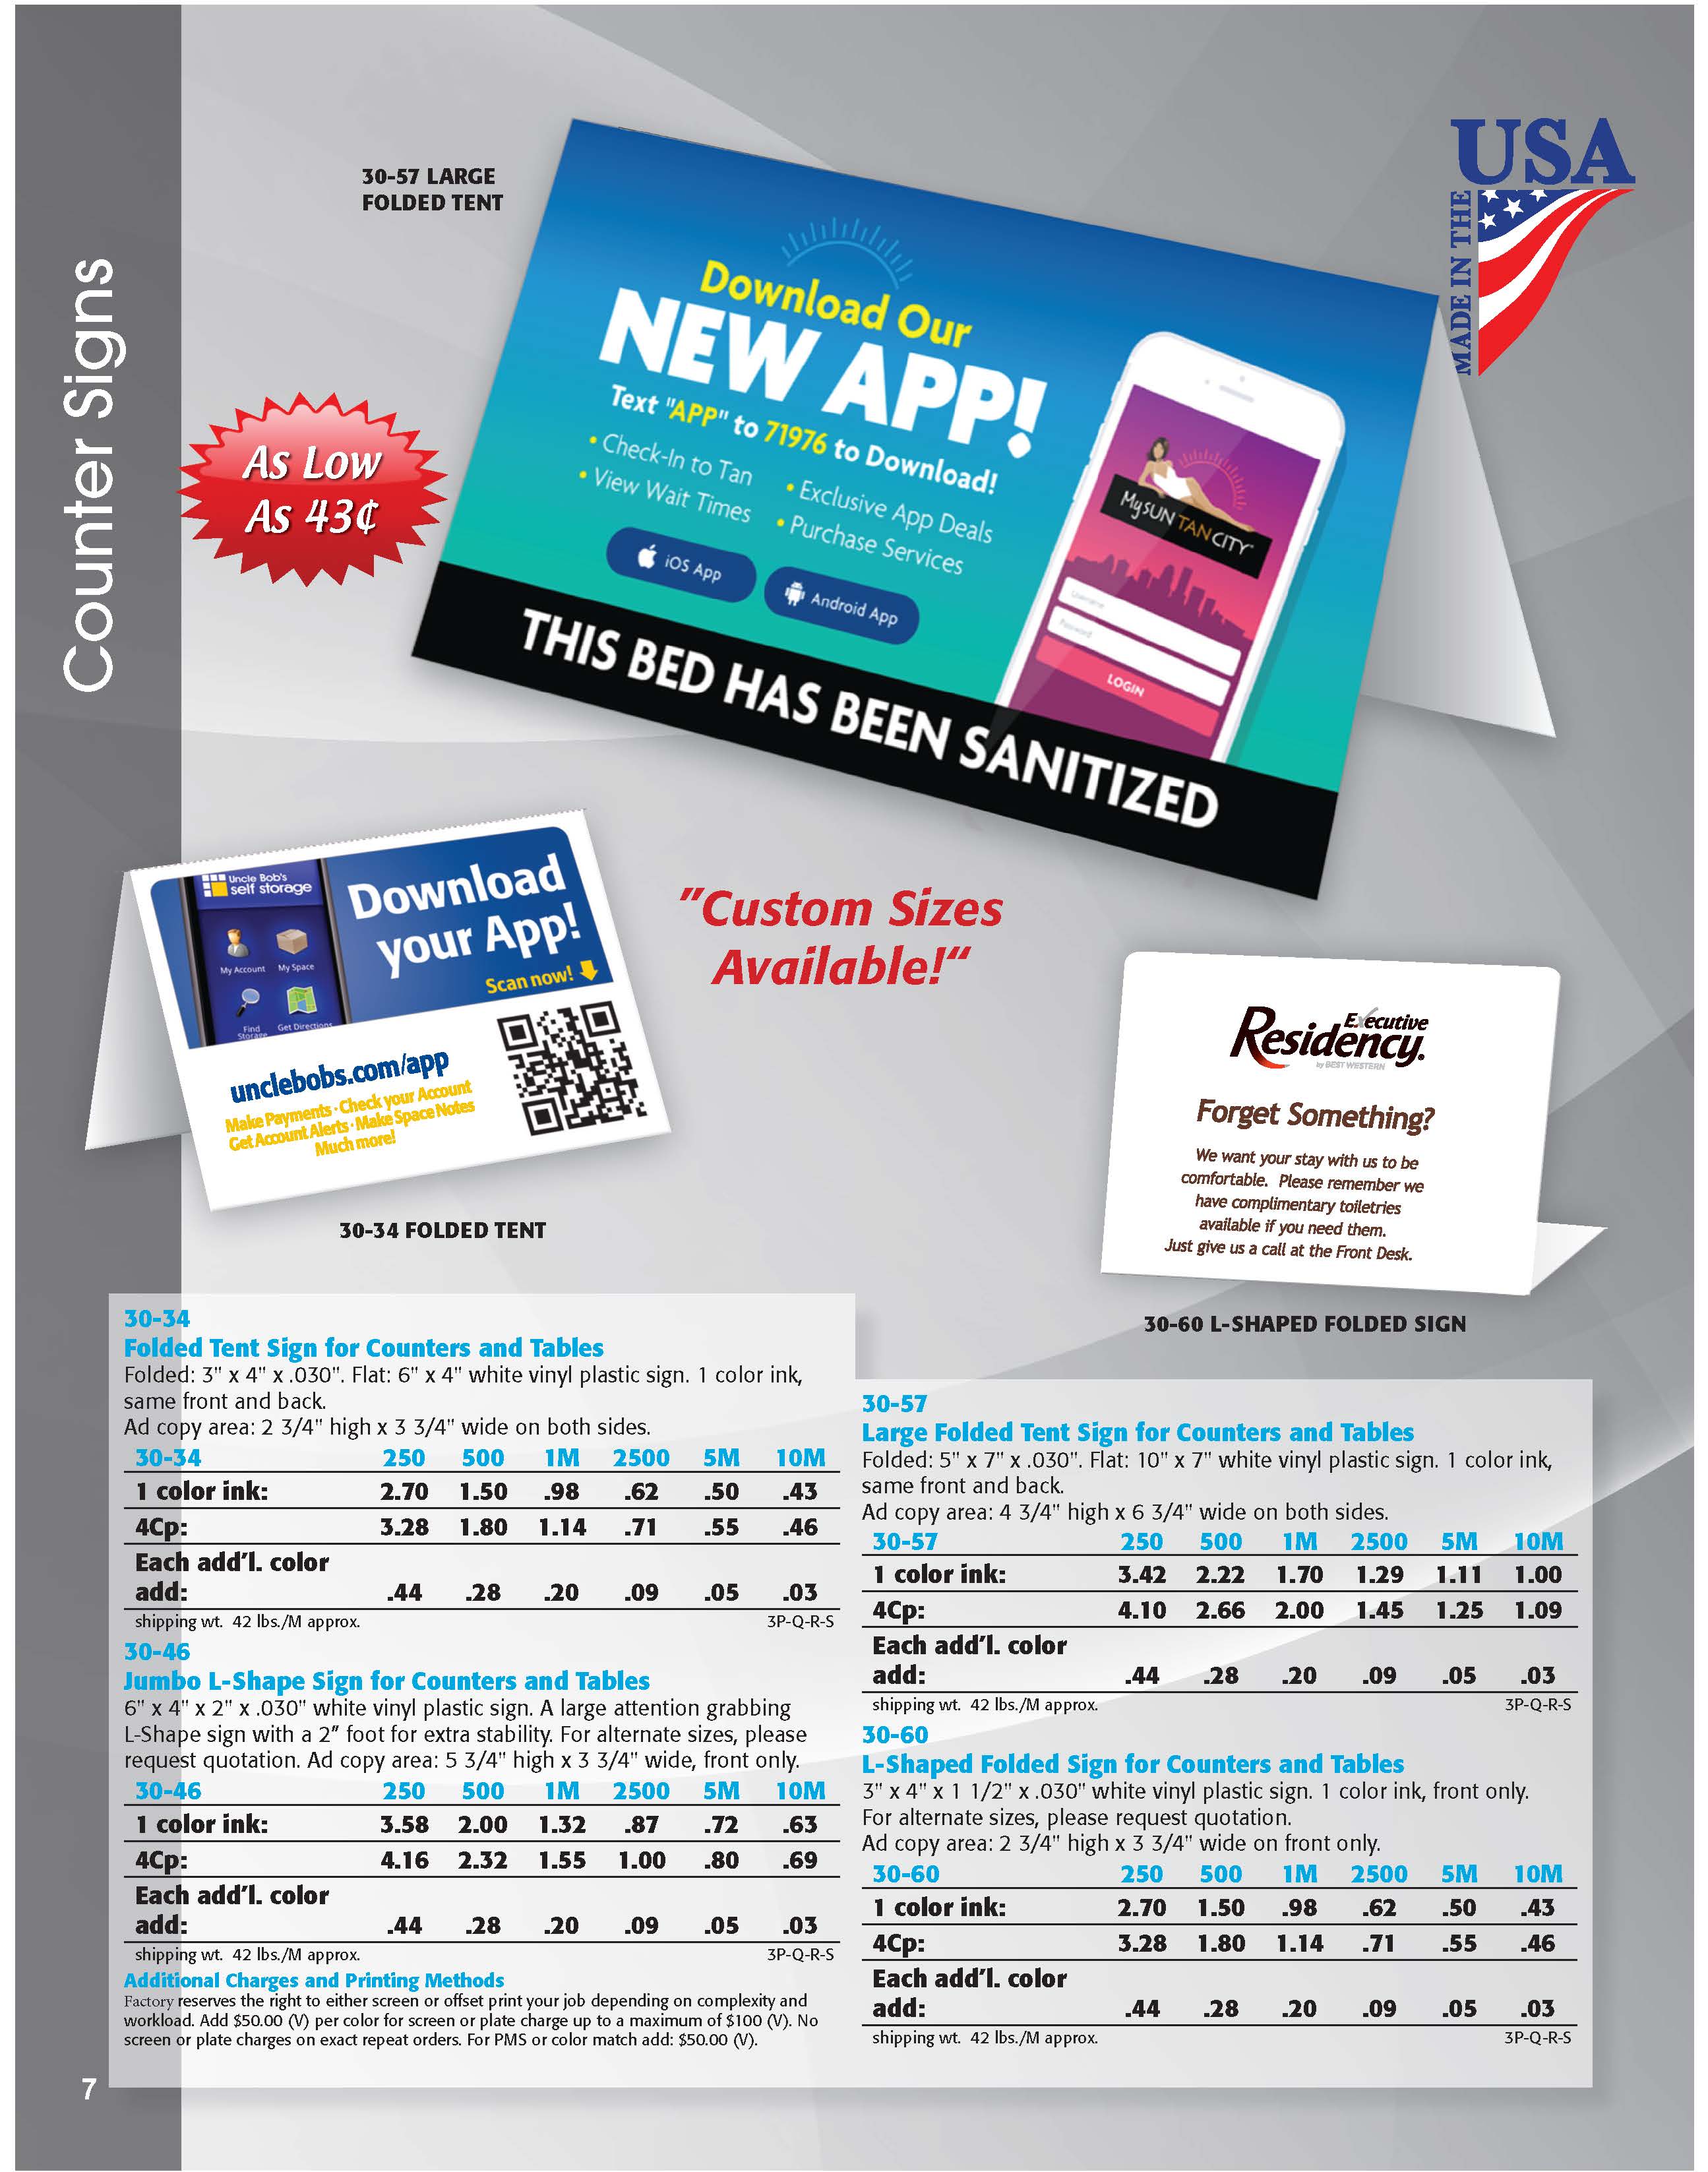 Counter Signs
30-57 LARGE
FOLDED TENT
USA
MADE IN THE
As Low
As 43¢
Download Our
NEW APP!
Text "APP" to 71976 to Download!
• Check-In to Tan
• View Wait Times
• Exclusive App Deals
• Purchase Services
iOS App
Android App
MySUNTANCITY
Username
Password
LOGIN
THIS BED HAS BEEN SANITIZED
Uncle Bob's
self storage
My Account
My Space
Find
Storage
Get Directions
Download
your App!
Scan now!
unclebobs.com/app
Make Payments · Check your Account
Get Account Alerts · Make Space Notes
Much more!
30-34 FOLDED TENT
"Custom Sizes
Available!“
Executive
Residency.
by BEST WESTERN
Forget Something?
We want your stay with us to be
comfortable. Please remember we
have complimentary toiletries
available if you need them.
Just give us a call at the Front Desk.
30-60 L-SHAPED FOLDED SIGN
30-34
Folded Tent Sign for Counters and Tables
Folded: 3" x 4" x .030". Flat: 6" x 4" white vinyl plastic sign. 1 color ink,
same front and back.
Ad copy area: 2 3/4" high x 3 3/4" wide on both sides.
30-34 250 500 1M 2500 5M 10M
1 color ink: 2.70 1.50 .98 .62 .50 .43
4Cp: 3.28 1.80 1.14 .71 .55 .46
Each add’l. color
add: .44 .28 .20 .09 .05 .03
shipping wt. 42 lbs./M approx. 3P-Q-R-S
30-46
Jumbo L-Shape Sign for Counters and Tables
6" x 4" x 2" x .030" white vinyl plastic sign. A large attention grabbing
L-Shape sign with a 2” foot for extra stability. For alternate sizes, please
request quotation. Ad copy area: 5 3/4" high x 3 3/4" wide, front only.
30-46 250 500 1M 2500 5M 10M
1 color ink: 3.58 2.00 1.32 .87 .72 .63
4Cp: 4.16 2.32 1.55 1.00 .80 .69
Each add’l. color
add: .44 .28 .20 .09 .05 .03
shipping wt. 42 lbs./M approx. 3P-Q-R-S
Additional Charges and Printing Methods
Factory reserves the right to either screen or offset print your job depending on complexity and
workload. Add $50.00 (V) per color for screen or plate charge up to a maximum of $100 (V). No
screen or plate charges on exact repeat orders. For PMS or color match add: $50.00 (V).
30-57
Large Folded Tent Sign for Counters and Tables
Folded: 5" x 7" x .030". Flat: 10" x 7" white vinyl plastic sign. 1 color ink,
same front and back.
Ad copy area: 4 3/4" high x 6 3/4" wide on both sides.
30-57 250 500 1M 2500 5M 10M
1 color ink: 3.42 2.22 1.70 1.29 1.11 1.00
4Cp: 4.10 2.66 2.00 1.45 1.25 1.09
Each add’l. color
add: .44 .28 .20 .09 .05 .03
shipping wt. 42 lbs./M approx. 3P-Q-R-S
30-60
L-Shaped Folded Sign for Counters and Tables
3" x 4" x 1 1/2" x .030" white vinyl plastic sign. 1 color ink, front only.
For alternate sizes, please request quotation.
Ad copy area: 2 3/4" high x 3 3/4" wide on front only.
30-60 250 500 1M 2500 5M 10M
1 color ink: 2.70 1.50 .98 .62 .50 .43
4Cp: 3.28 1.80 1.14 .71 .55 .46
Each add’l. color
add: .44 .28 .20 .09 .05 .03
shipping wt. 42 lbs./M approx. 3P-Q-R-S
7